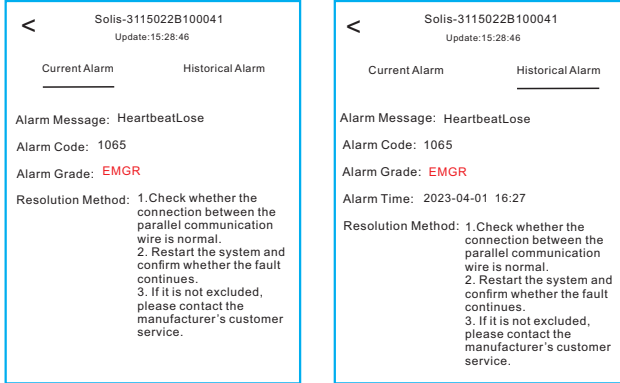 <
Solis-3115022B100041
Update:15:28:46
Current Alarm
Historical Alarm
Alarm Message: HeartbeatLose
Alarm Code: 1065
Alarm Grade: EMGR
Resolution Method: 1.Check whether the
connection between the
parallel communication
wire is normal.
2. Restart the system and
confirm whether the fault
continues.
3. If it is not excluded,
please contact the
manufacturer's customer
service.
<
Solis-3115022B100041
Update:15:28:46
Current Alarm
Historical Alarm
Alarm Message: HeartbeatLose
Alarm Code: 1065
Alarm Grade: EMGR
Alarm Time: 2023-04-01 16:27
Resolution Method: 1.Check whether the
connection between the
parallel communication
wire is normal.
2. Restart the system and
confirm whether the fault
continues.
3. If it is not excluded,
please contact the
manufacturer's customer
service.